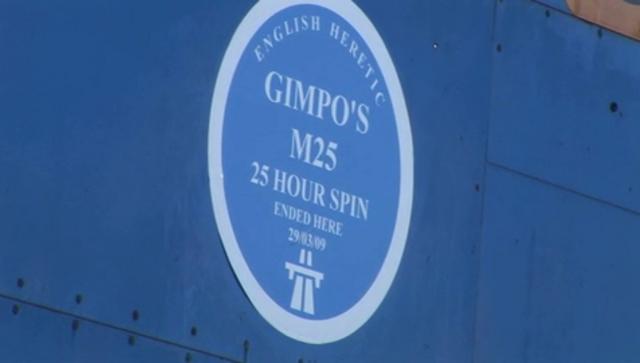 ENGLISH HERETIC
GIMPO'S
M25
25 HOUR SPIN
ENDED HERE
29/03/09